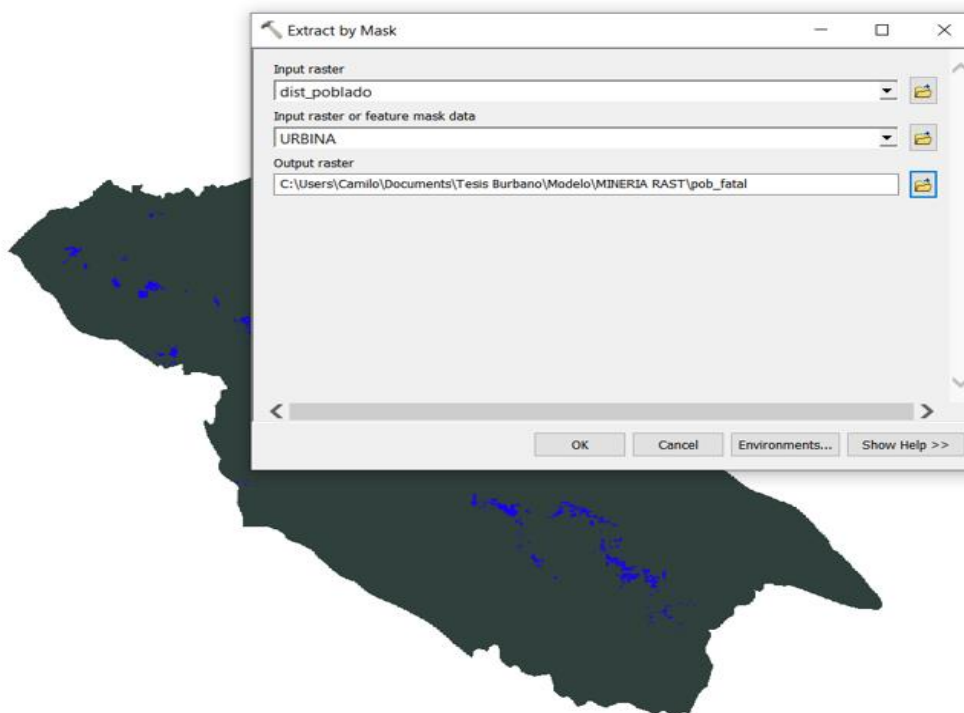 Extract by Mask
Input raster
dist_poblado
Input raster or feature mask data
URBINA
Output raster
C:\Users\Camilo\Documents\Tesis Burbano\Modelo\MINERIA RAST\pob_fatal
OK Cancel Environments... Show Help >>